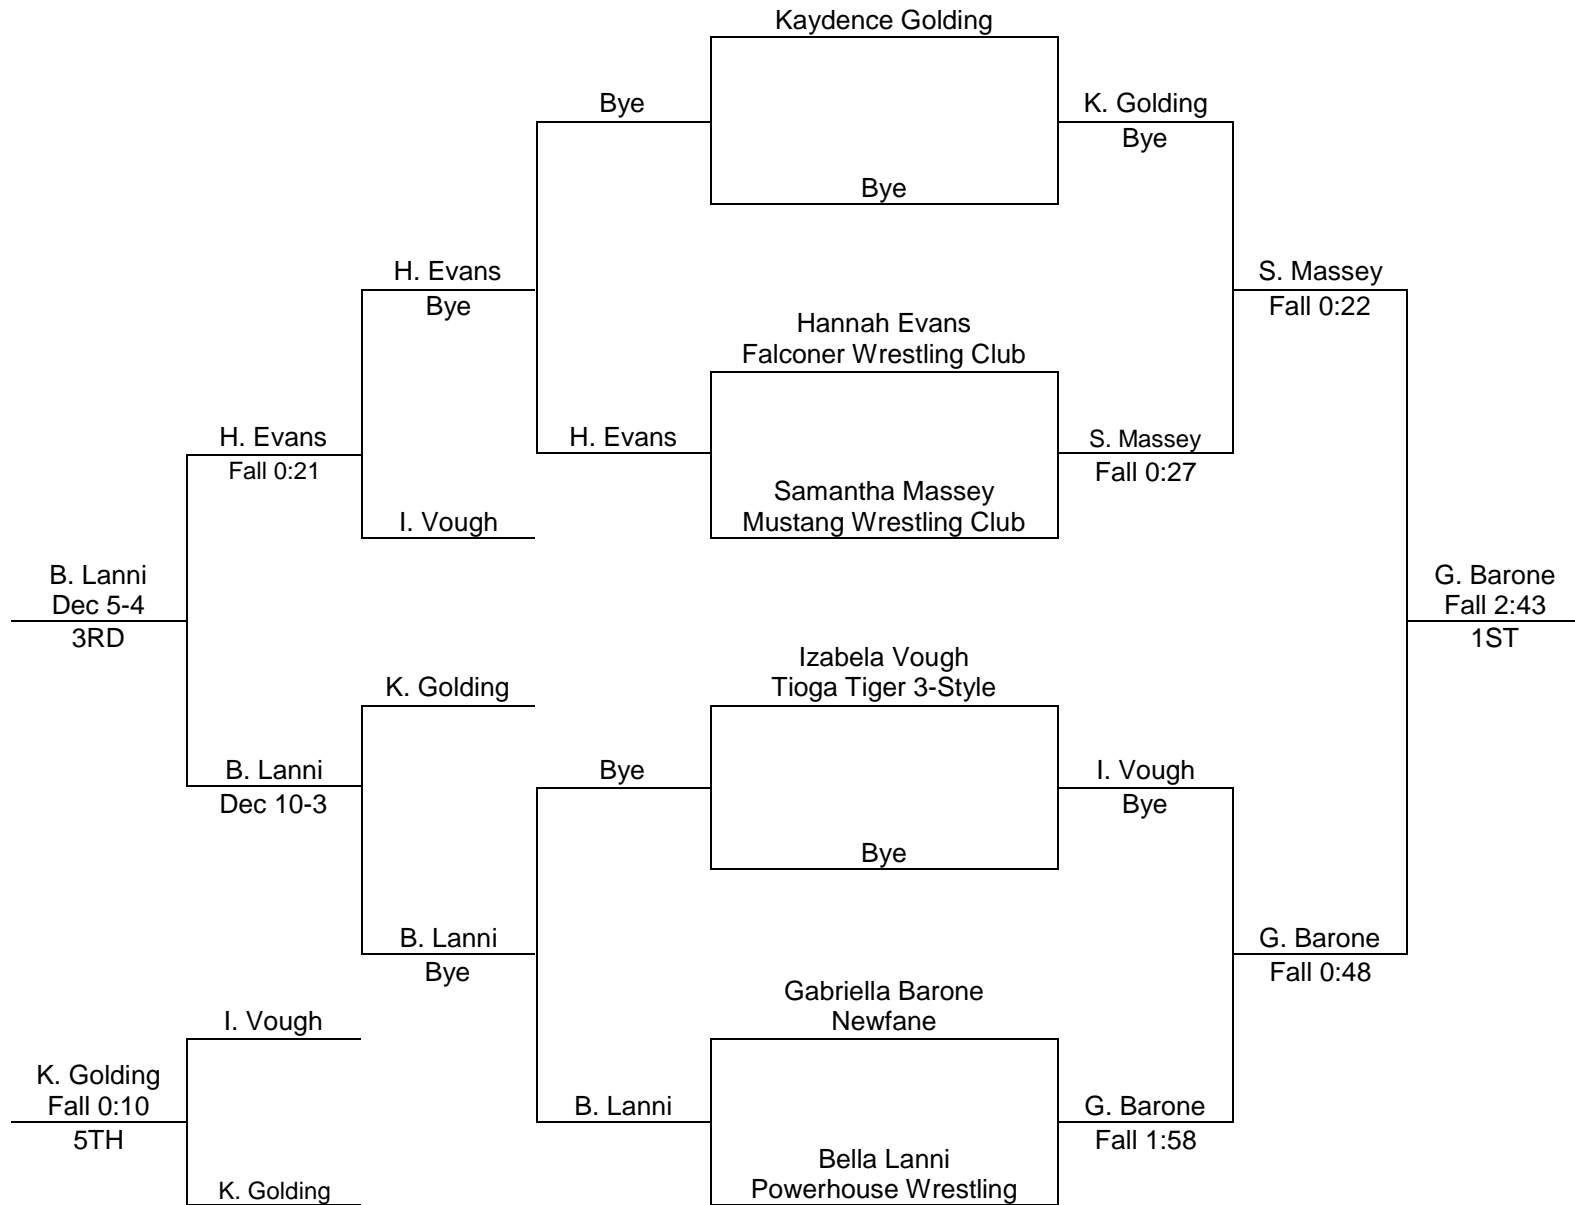 Kaydence Golding
Bye
K. Golding
Bye
Bye
H. Evans
Bye
S. Massey
Fall 0:22
Hannah Evans
Falconer Wrestling Club
H. Evans
Fall 0:21
H. Evans
S. Massey
Fall 0:27
Samantha Massey
Mustang Wrestling Club
I. Vough
B. Lanni
Dec 5-4
3RD
G. Barone
Fall 2:43
1ST
Izabela Vough
Tioga Tiger 3-Style
K. Golding
B. Lanni
Dec 10-3
Bye
I. Vough
Bye
Bye
B. Lanni
Bye
G. Barone
Fall 0:48
Gabriella Barone
Newfane
I. Vough
K. Golding
Fall 0:10
5TH
B. Lanni
G. Barone
Fall 1:58
Bella Lanni
Powerhouse Wrestling
K. Golding